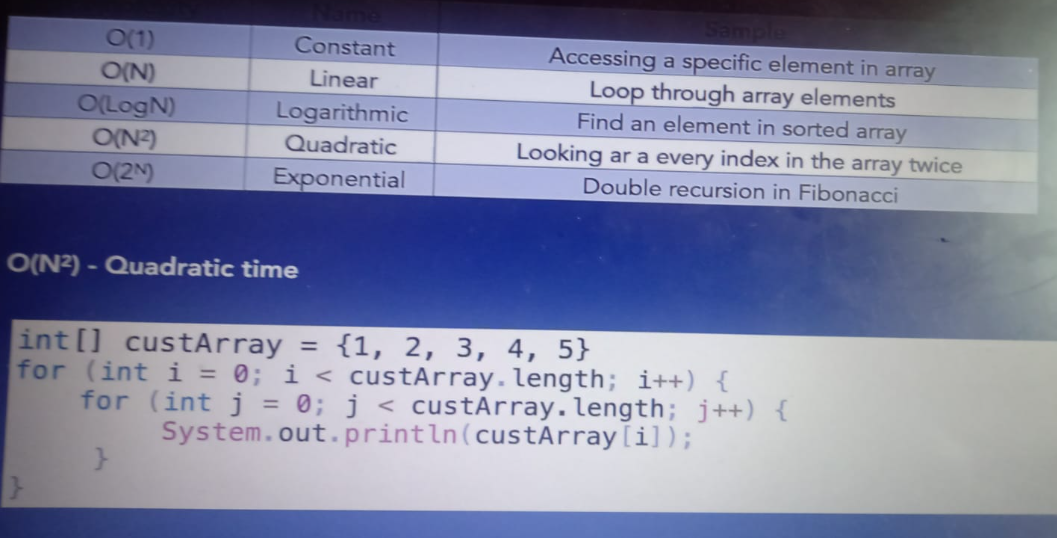 Name Sample
O(1) Constant Accessing a specific element in array
O(N) Linear Loop through array elements
O(LogN) Logarithmic Find an element in sorted array
O(N²) Quadratic Looking ar a every index in the array twice
O(2ᴺ) Exponential Double recursion in Fibonacci
O(N²) - Quadratic time
int[] custArray = {1, 2, 3, 4, 5}
for (int i = 0; i < custArray.length; i++) {
    for (int j = 0; j < custArray.length; j++) {
        System.out.println(custArray[i]);
    }
}